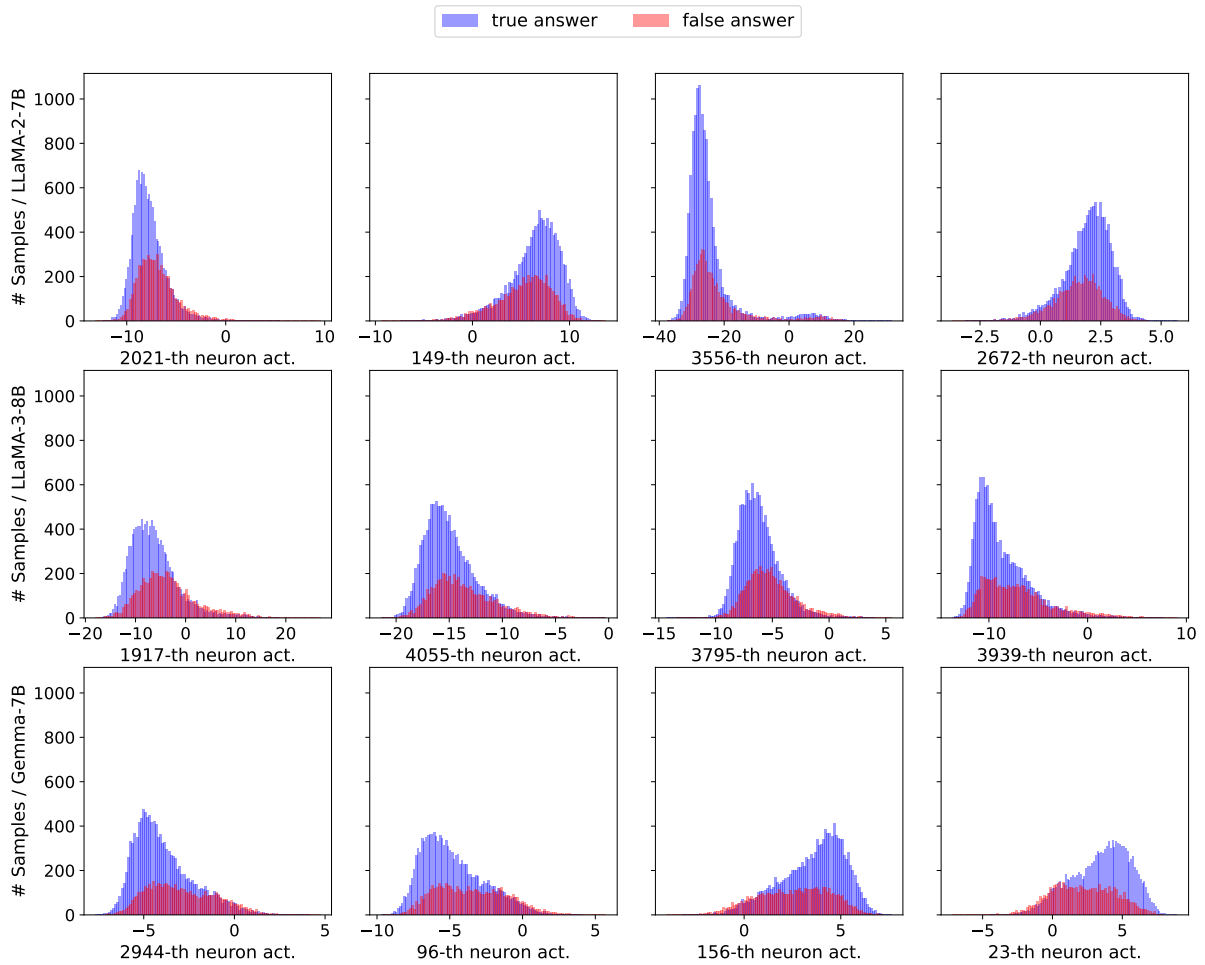 true answer false answer
# Samples / LLaMA-2-7B
1000
800
600
400
200
0
−10 0 10
2021-th neuron act.
−10 0 10
149-th neuron act.
−40 −20 0 20
3556-th neuron act.
−2.5 0.0 2.5 5.0
2672-th neuron act.
# Samples / LLaMA-3-8B
1000
800
600
400
200
0
−20 −10 0 10 20
1917-th neuron act.
−20 −15 −10 −5 0
4055-th neuron act.
−15 −10 −5 0 5
3795-th neuron act.
−10 0 10
3939-th neuron act.
# Samples / Gemma-7B
1000
800
600
400
200
0
−5 0 5
2944-th neuron act.
−10 −5 0 5
96-th neuron act.
0 5
156-th neuron act.
−5 0 5
23-th neuron act.